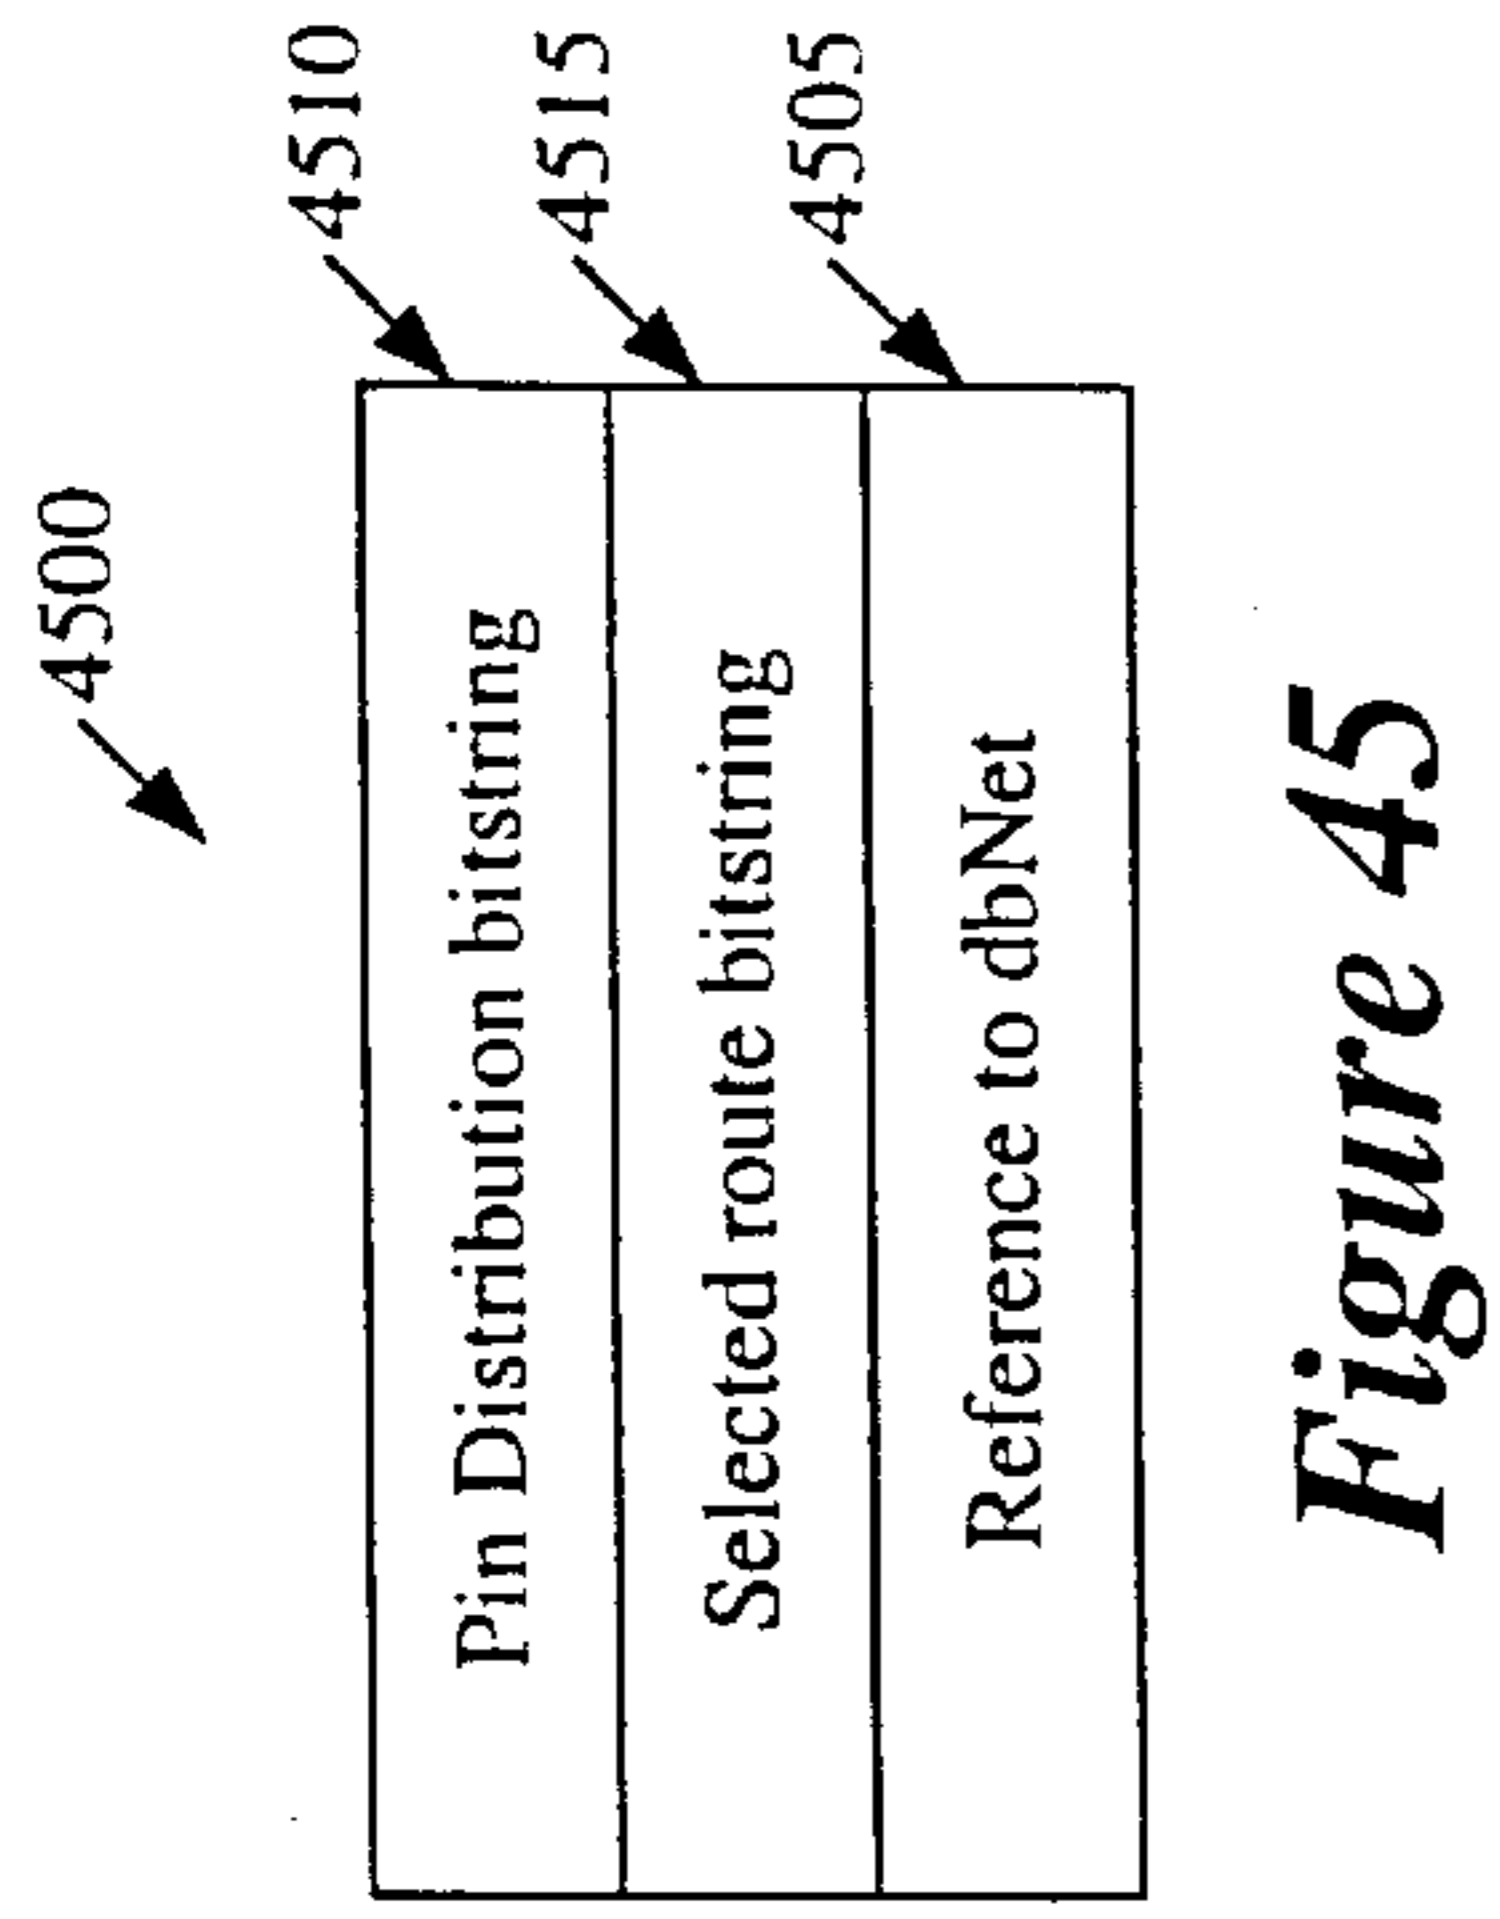 4500
Pin Distribution bitstring 4510
Selected route bitstring 4515
Reference to dbNet 4505
Figure 45